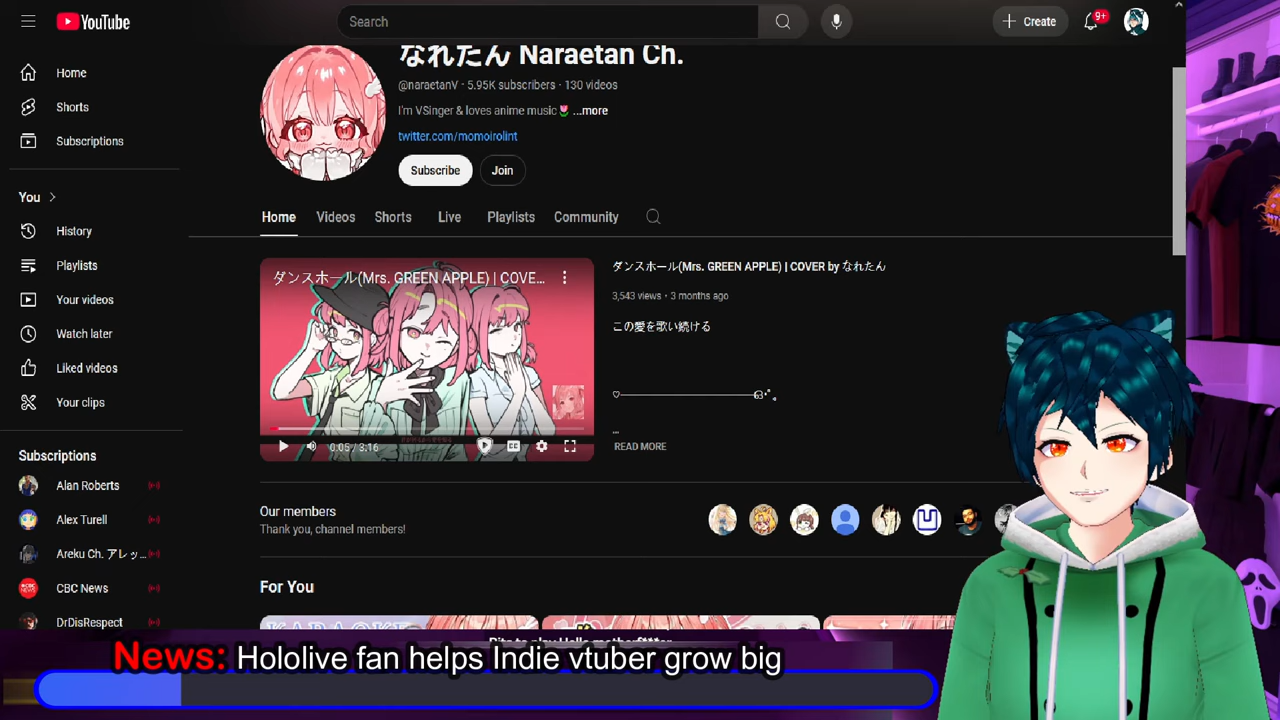 YouTube
Search
Create
9+
Home
Shorts
Subscriptions
You
History
Playlists
Your videos
Watch later
Liked videos
Your clips
Subscriptions
Alan Roberts
Alex Turell
Areku Ch. アレッ...
CBC News
DrDisRespect
なれたん Naraetan Ch.
@naraetanV · 5.95K subscribers · 130 videos
I'm VSinger & loves anime music🌷 ...more
twitter.com/momoirolint
Subscribe
Join
Home Videos Shorts Live Playlists Community
ダンスホール(Mrs. GREEN APPLE) | COVE...
0:05 / 3:16
CC
ダンスホール(Mrs. GREEN APPLE) | COVER by なれたん
3,543 views · 3 months ago
この愛を歌い続ける
...
READ MORE
Our members
Thank you, channel members!
For You
KARAOKE
News: Hololive fan helps Indie vtuber grow big